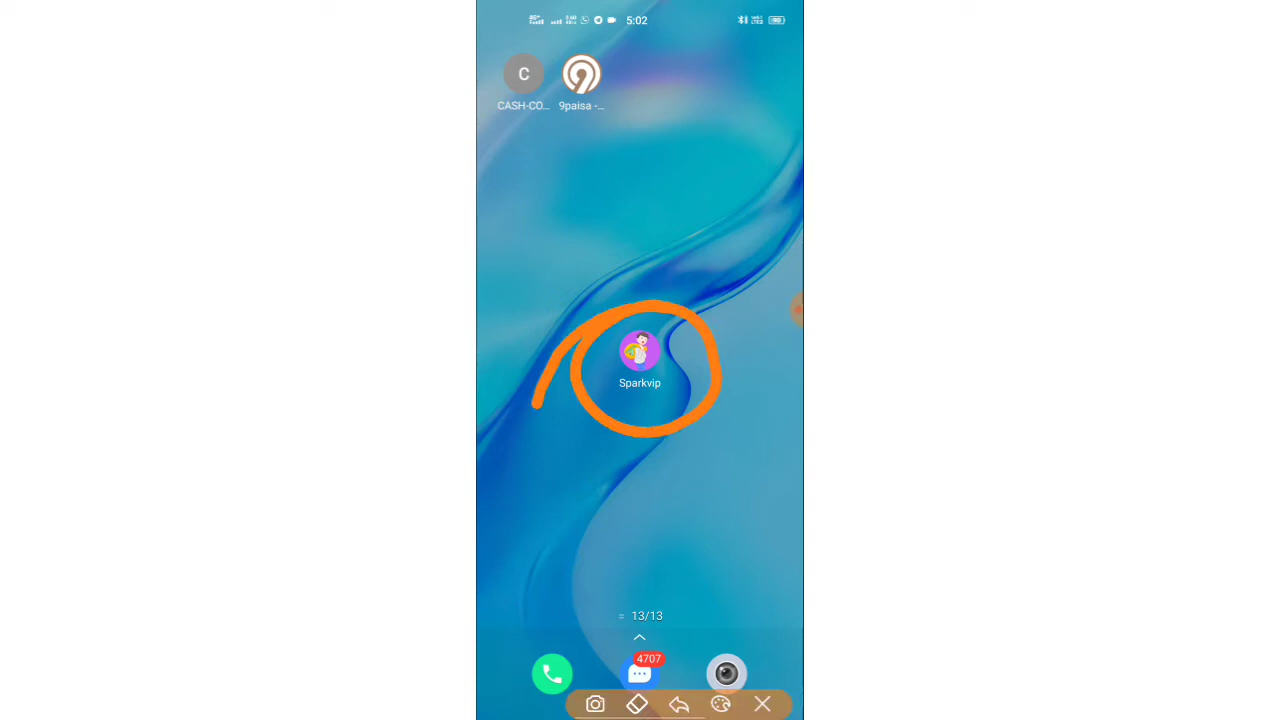 5:02
CASH-CO...
9paisa -...
Sparkvip
= 13/13
4707